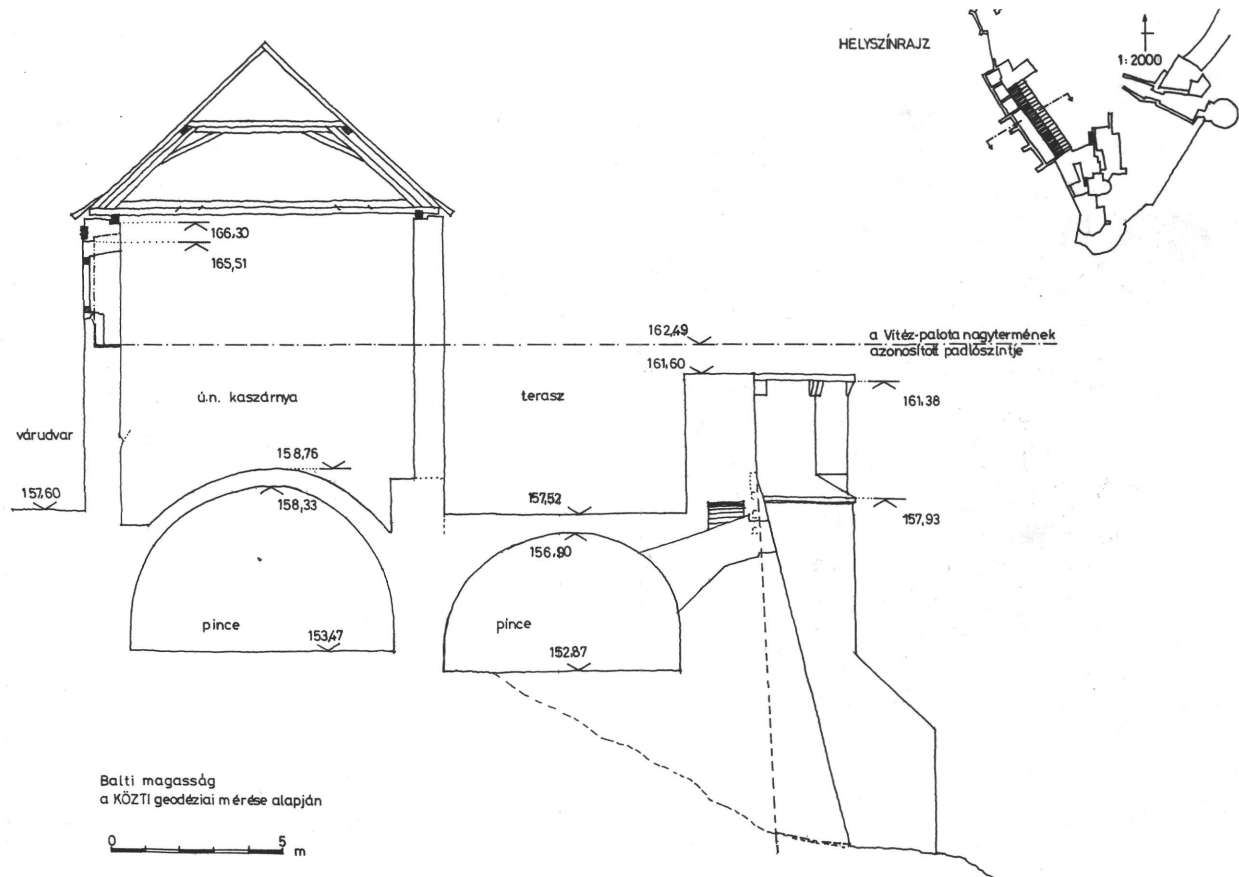 HELYSZÍNRAJZ
1:2000
166,30
165,51
162,49
a Vitéz-palota nagytermének
azonosított padlószintje
161,60
161,38
ú.n. kaszárnya
terasz
várudvar
158,76
157,60
158,33
157,52
157,93
156,90
pince
pince
153,47
152,87
Balti magasság
a KÖZTI geodéziai mérése alapján
0 5
m